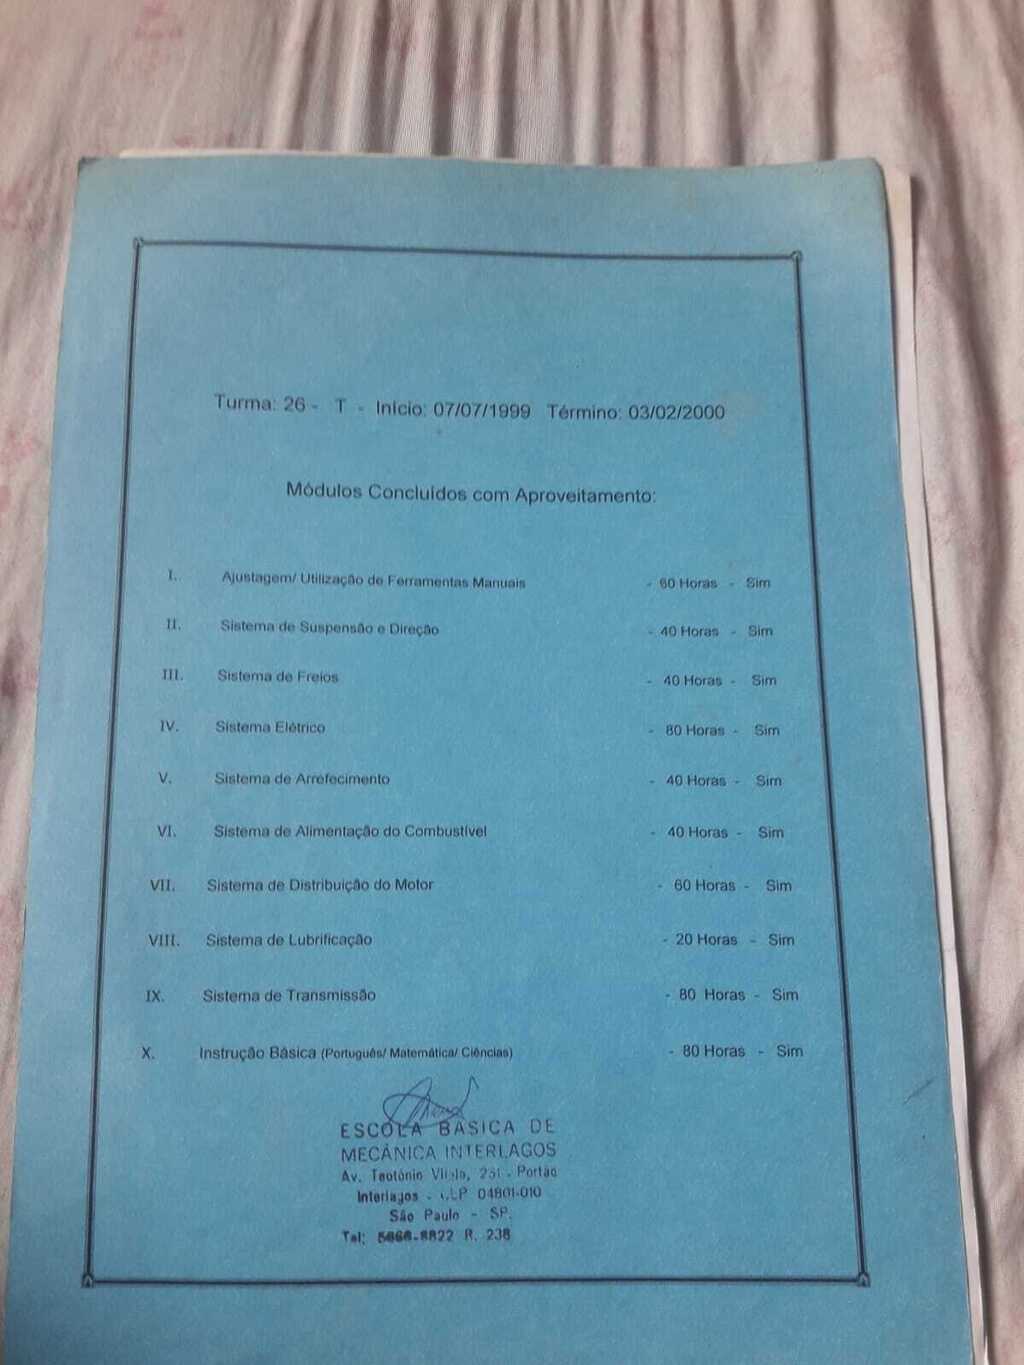 Turma: 26 - T - Início: 07/07/1999 Término: 03/02/2000
Módulos Concluídos com Aproveitamento:
I. Ajustagem/ Utilização de Ferramentas Manuais - 60 Horas - Sim
II. Sistema de Suspensão e Direção - 40 Horas - Sim
III. Sistema de Freios - 40 Horas - Sim
IV. Sistema Elétrico - 80 Horas - Sim
V. Sistema de Arrefecimento - 40 Horas - Sim
VI. Sistema de Alimentação do Combustível - 40 Horas - Sim
VII. Sistema de Distribuição do Motor - 60 Horas - Sim
VIII. Sistema de Lubrificação - 20 Horas - Sim
IX. Sistema de Transmissão - 80 Horas - Sim
X. Instrução Básica (Português/ Matemática/ Ciências) - 80 Horas - Sim
ESCOLA BÁSICA DE
MECÂNICA INTERLAGOS
Av. Teotônio Vilela, - Portão
Interlagos - CEP 04801-010
São Paulo - SP.
Tel: R. 238